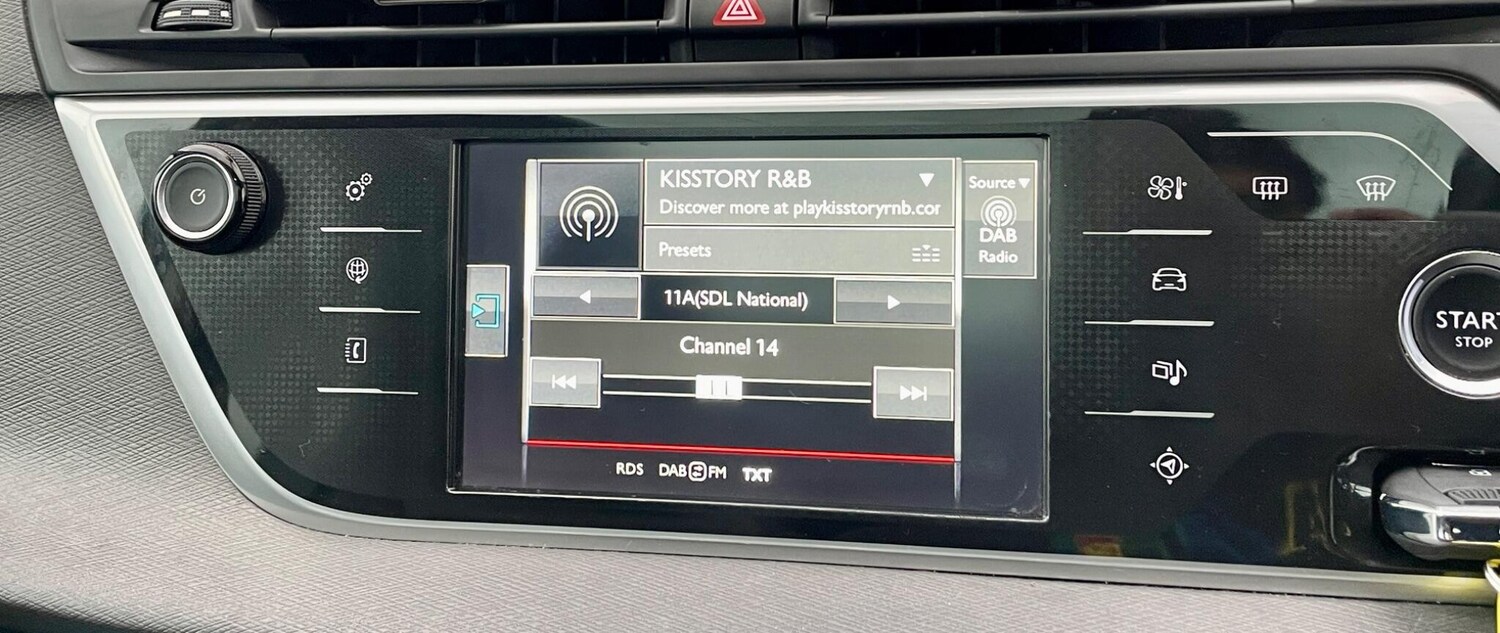 KISSTORY R&B
Discover more at playkisstoryrnb.cor
Presets
Source
DAB
Radio
11A(SDL National)
Channel 14
RDS DAB FM TXT
START
STOP